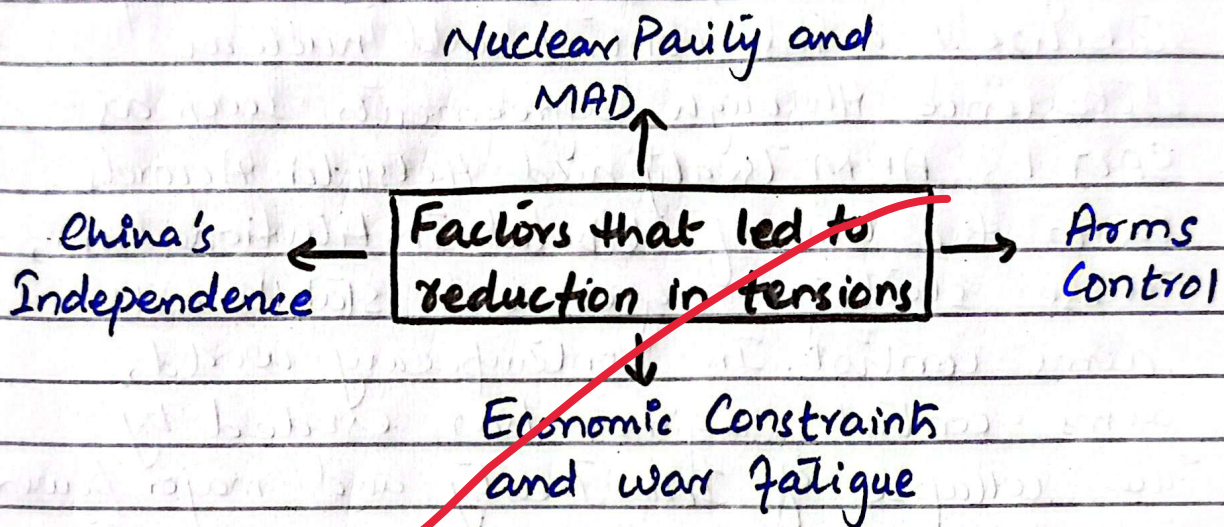 Nuclear Parity and
MAD
China's
Independence
Factors that led to
reduction in tensions
Arms
Control
Economic Constraint
and war fatigue